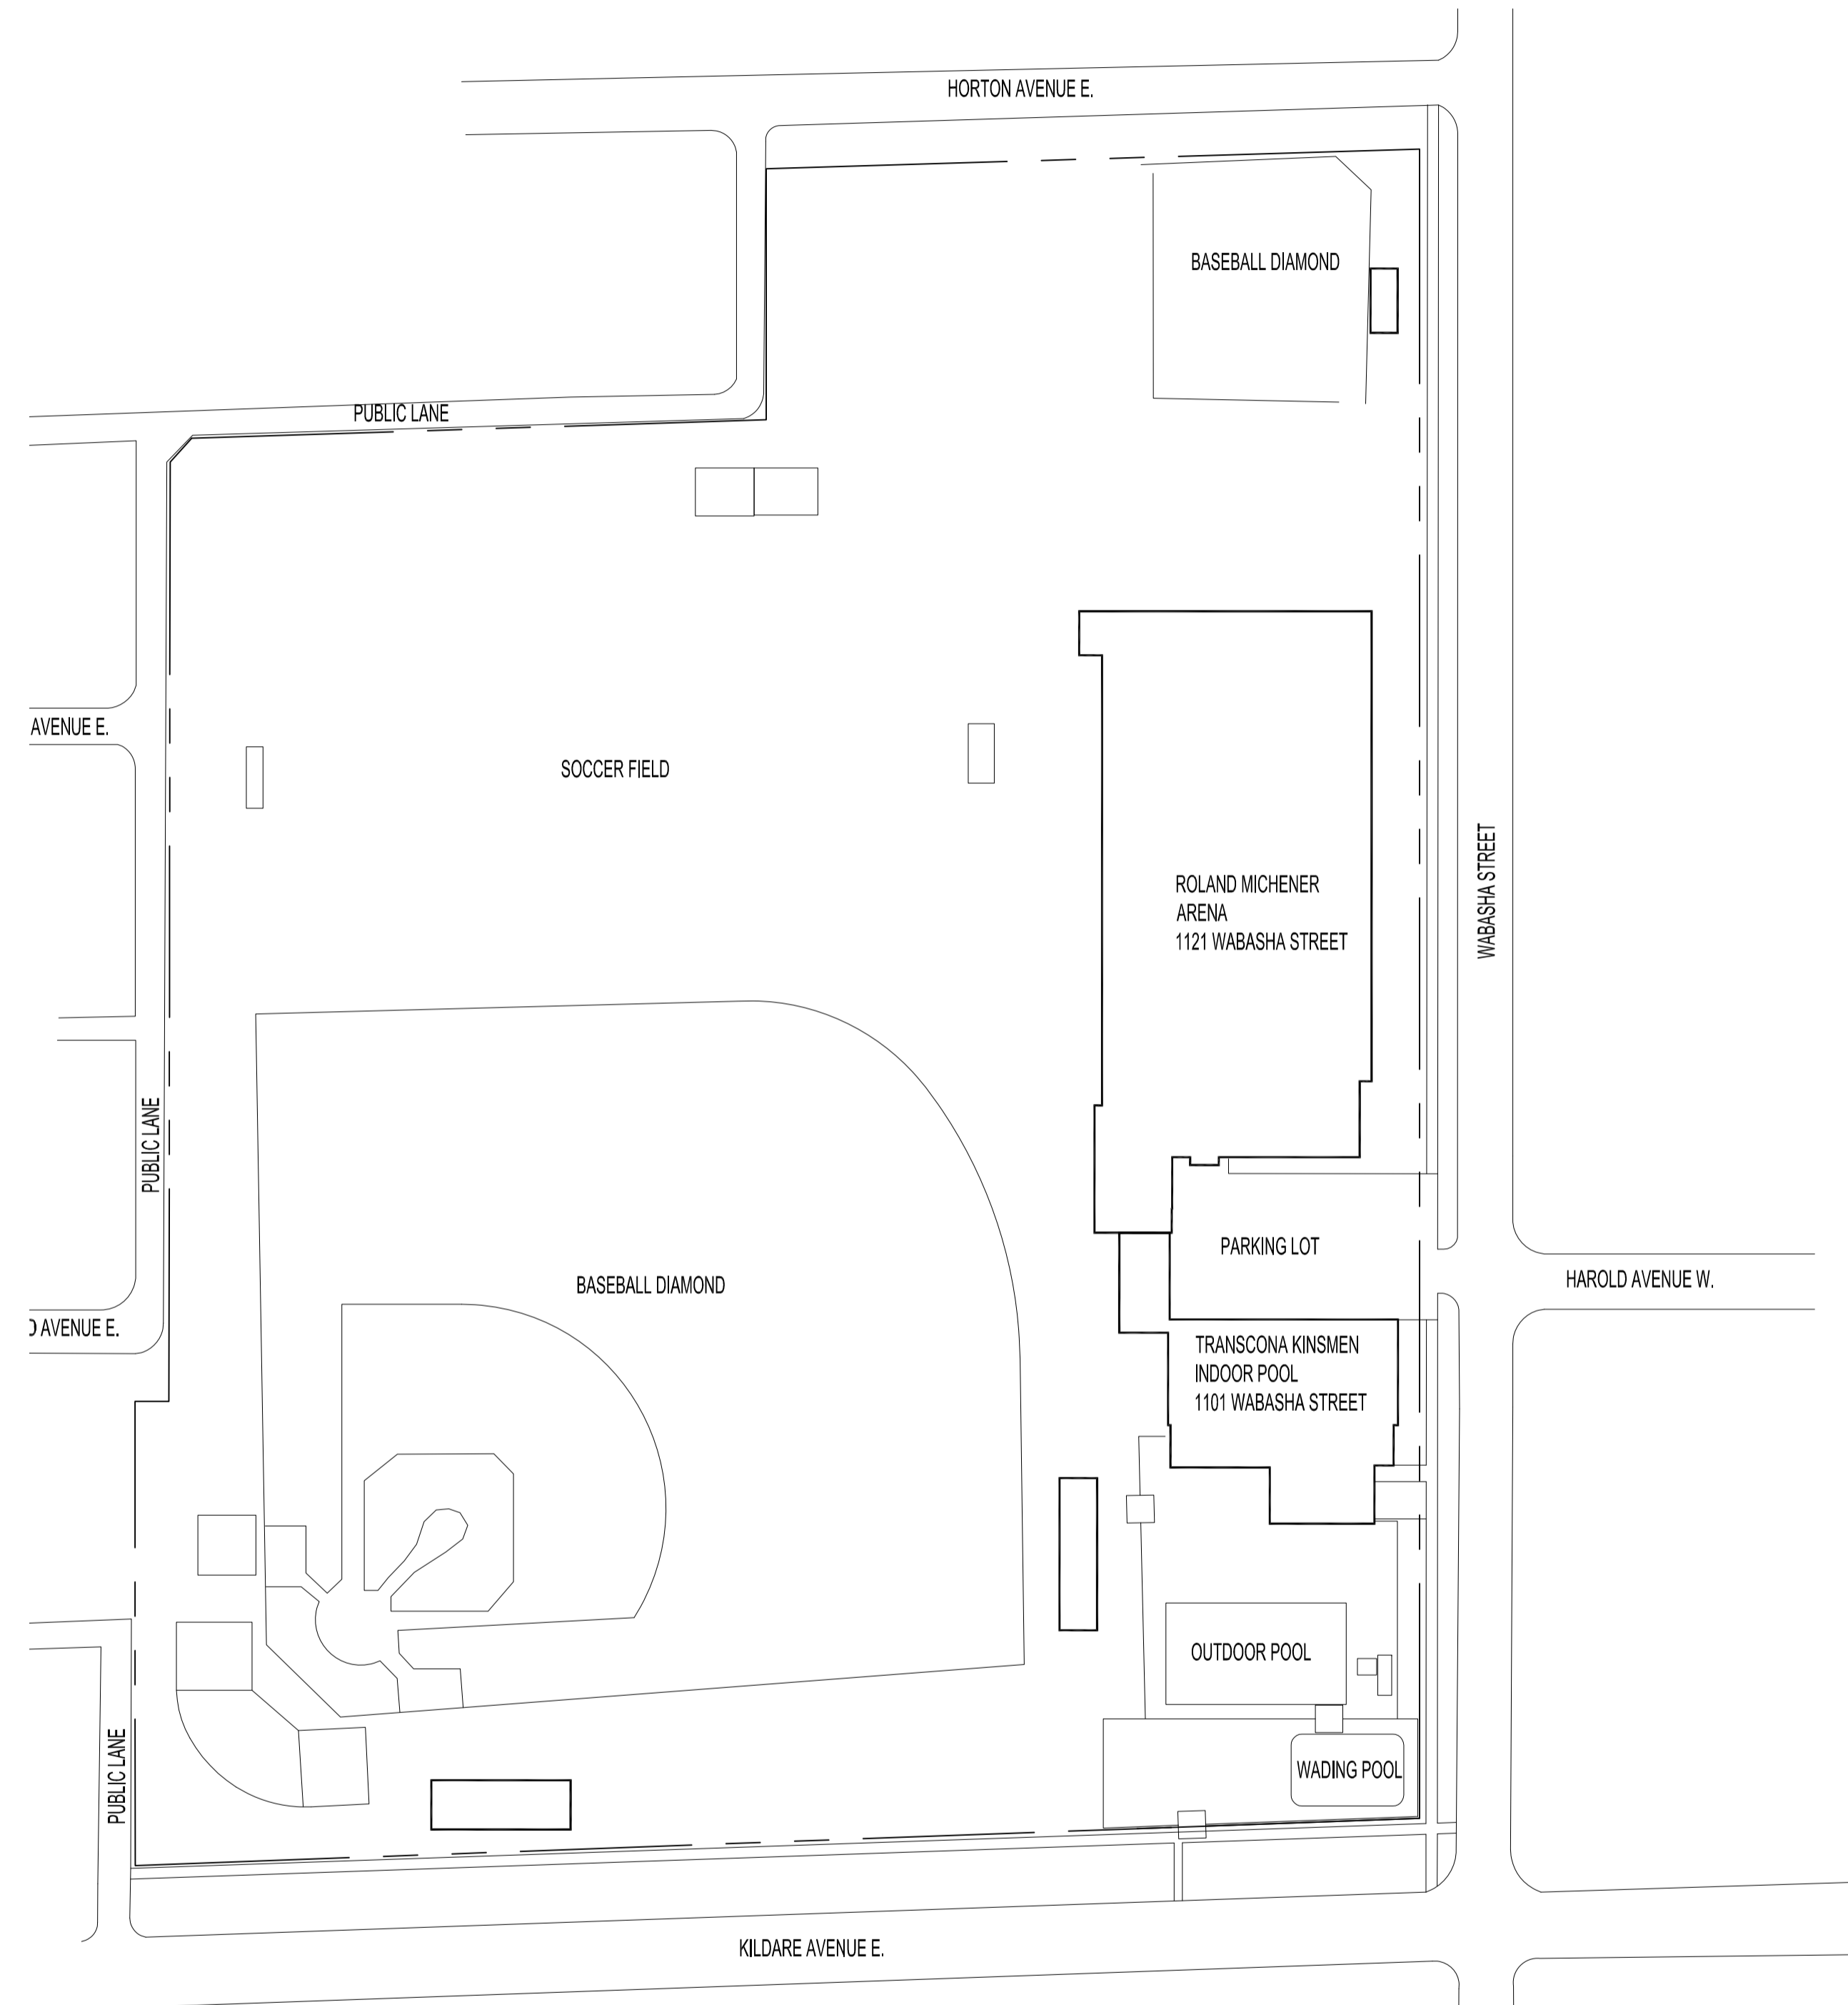 HORTON AVENUE E.
BASEBALL DIAMOND
PUBLIC LANE
AVENUE E.
SOCCER FIELD
WABASHA STREET
ROLAND MICHENER
ARENA
1121 WABASHA STREET
PUBLIC LANE
PARKING LOT
HAROLD AVENUE W.
BASEBALL DIAMOND
AVENUE E.
TRANSCONA KINSMEN
INDOOR POOL
1101 WABASHA STREET
OUTDOOR POOL
PUBLIC LANE
WADING POOL
KILDARE AVENUE E.